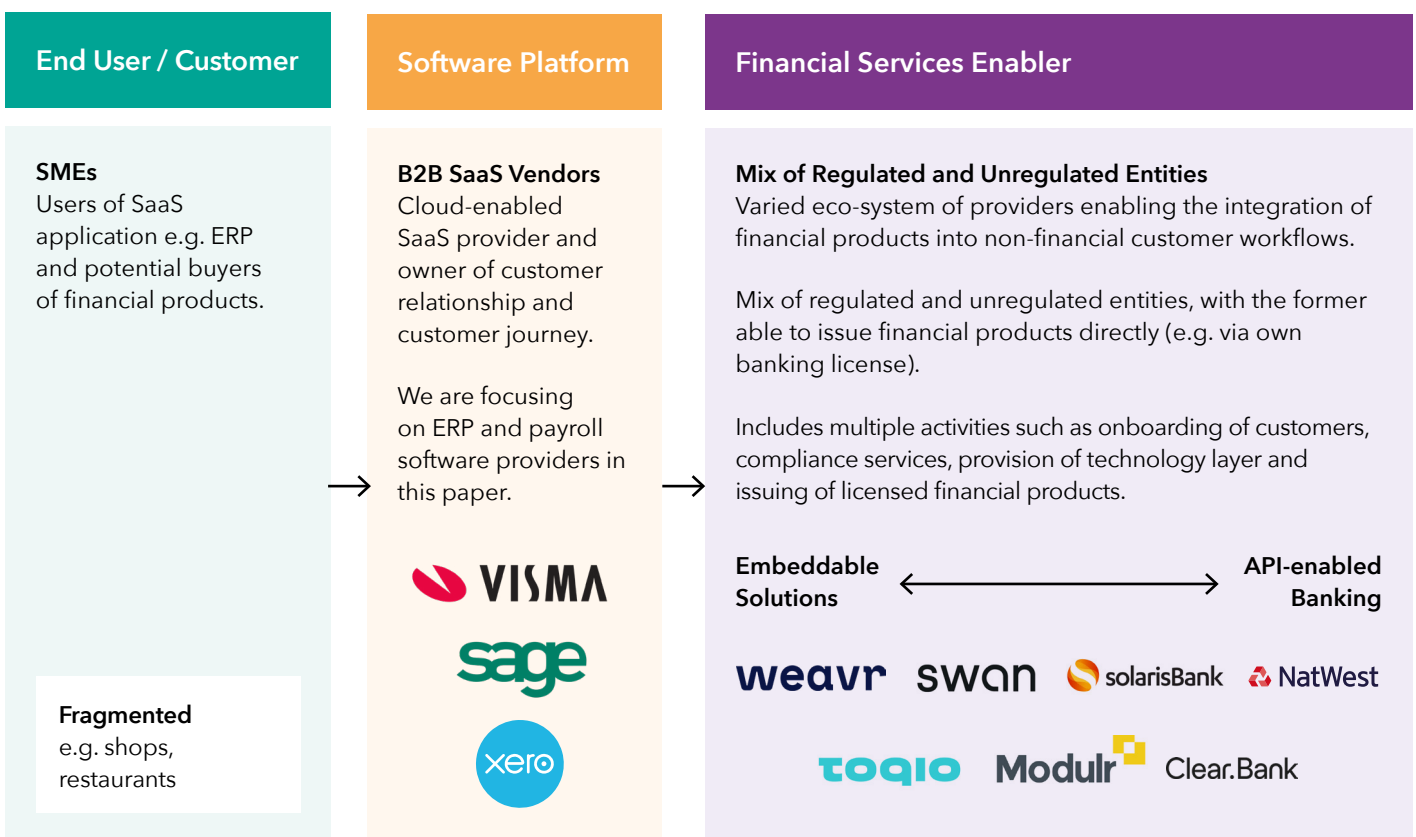 End User / Customer
SMEs
Users of SaaS
application e.g. ERP
and potential buyers
of financial products.
Fragmented
e.g. shops,
restaurants
Software Platform
B2B SaaS Vendors
Cloud-enabled
SaaS provider and
owner of customer
relationship and
customer journey.
We are focusing
on ERP and payroll
software providers in
this paper.
VISMA
sage
xero
Financial Services Enabler
Mix of Regulated and Unregulated Entities
Varied eco-system of providers enabling the integration of
financial products into non-financial customer workflows.
Mix of regulated and unregulated entities, with the former
able to issue financial products directly (e.g. via own
banking license).
Includes multiple activities such as onboarding of customers,
compliance services, provision of technology layer and
issuing of licensed financial products.
Embeddable
Solutions
API-enabled
Banking
weavr swan solarisBank NatWest
toqio Modulr Clear.Bank